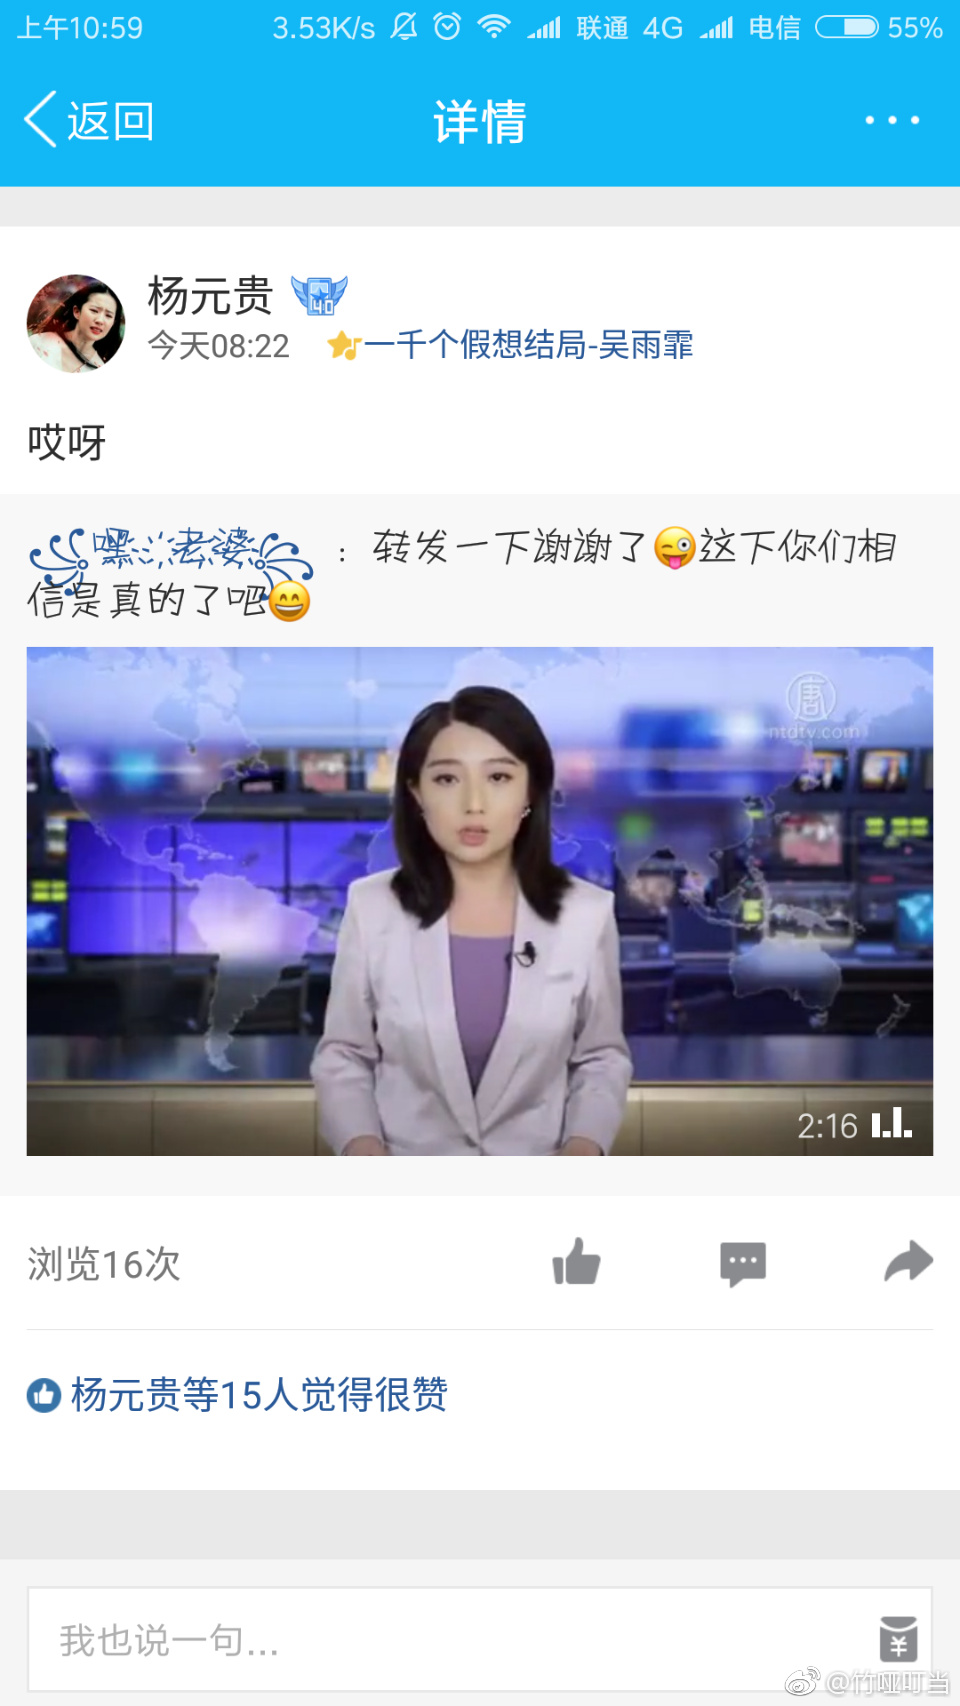 上午10:59 3.53K/s 联通 4G 电信 55%
返回 详情
杨元贵 40
今天08:22 一千个假想结局-吴雨霏
哎呀
嘿、老婆 : 转发一下谢谢了😜这下你们相
信是真的了吧😄
唐
ntdtv.com
2:16
浏览16次
杨元贵等15人觉得很赞
我也说一句...
@竹哑叮当